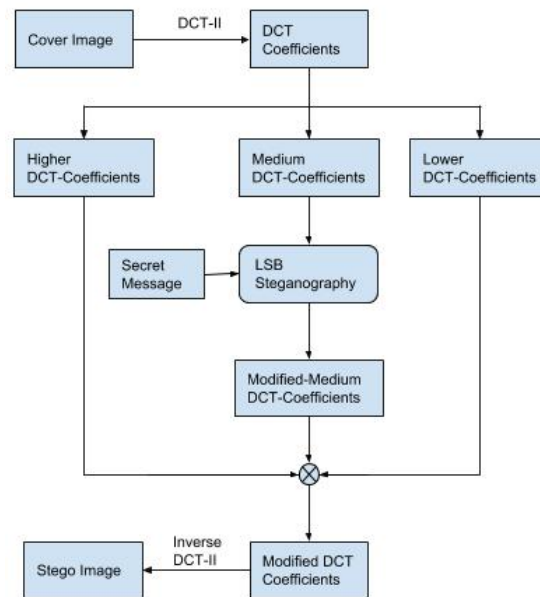 Cover Image
DCT-II
DCT
Coefficients
Higher
DCT-Coefficients
Medium
DCT-Coefficients
Lower
DCT-Coefficients
Secret
Message
LSB
Steganography
Modified-Medium
DCT-Coefficients
Inverse
DCT-II
Stego Image
Modified DCT
Coefficients